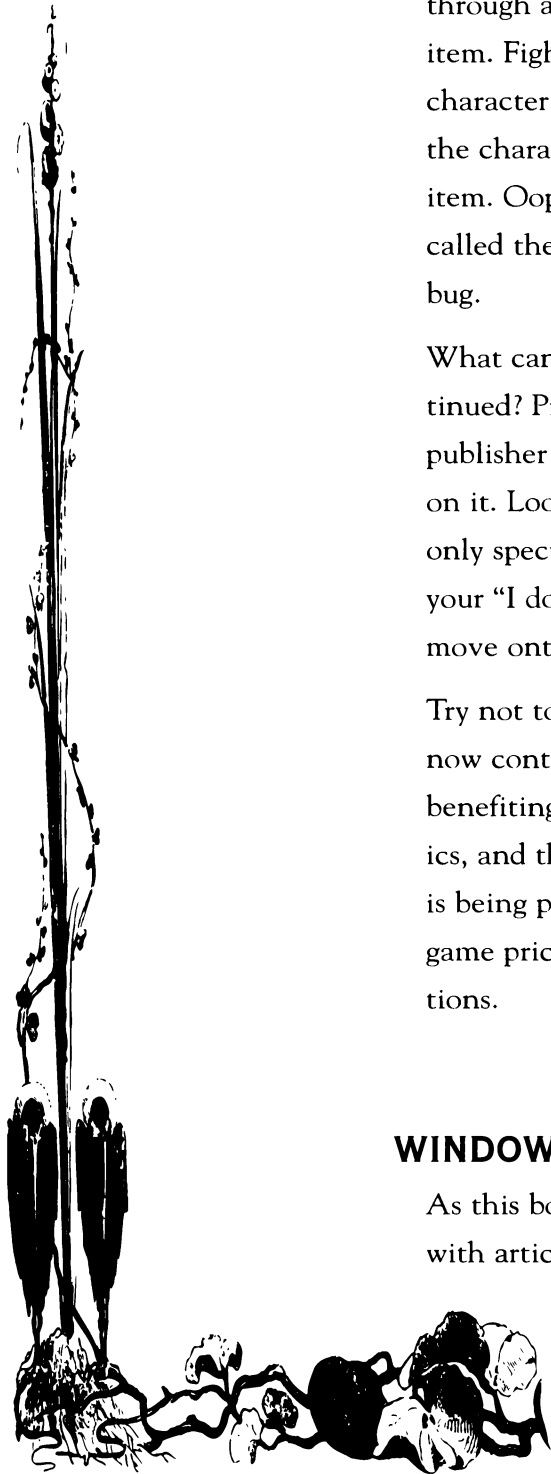 through a
item. Figh
character
the chara
item. Oop
called the
bug.
What can
tinued? P
publisher
on it. Loo
only spec
your “I do
move ont
Try not to
now cont
benefiting
ics, and th
is being p
game pric
tions.
WINDOW
As this bo
with artic